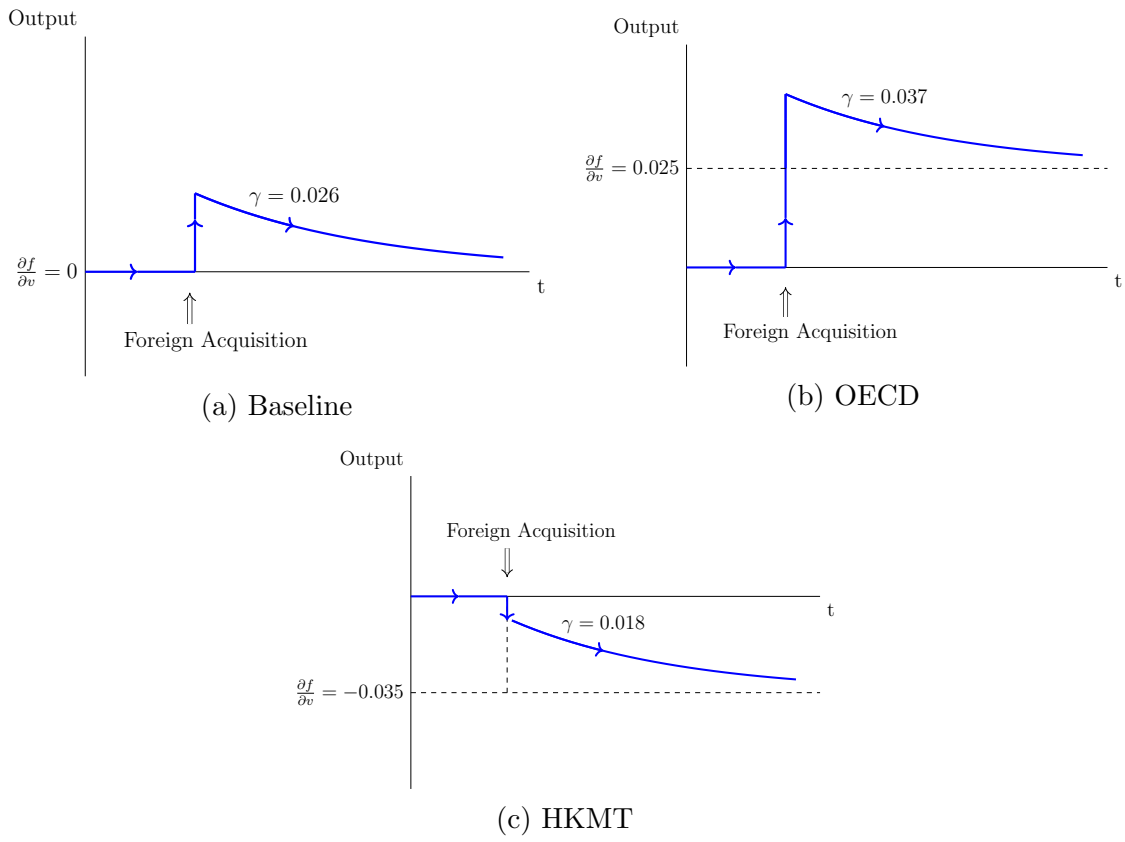 Output
γ = 0.026
∂f/∂v = 0
t
⇑
Foreign Acquisition
(a) Baseline
Output
γ = 0.037
∂f/∂v = 0.025
t
⇑
Foreign Acquisition
(b) OECD
Output
Foreign Acquisition
⇓
t
γ = 0.018
∂f/∂v = −0.035
(c) HKMT